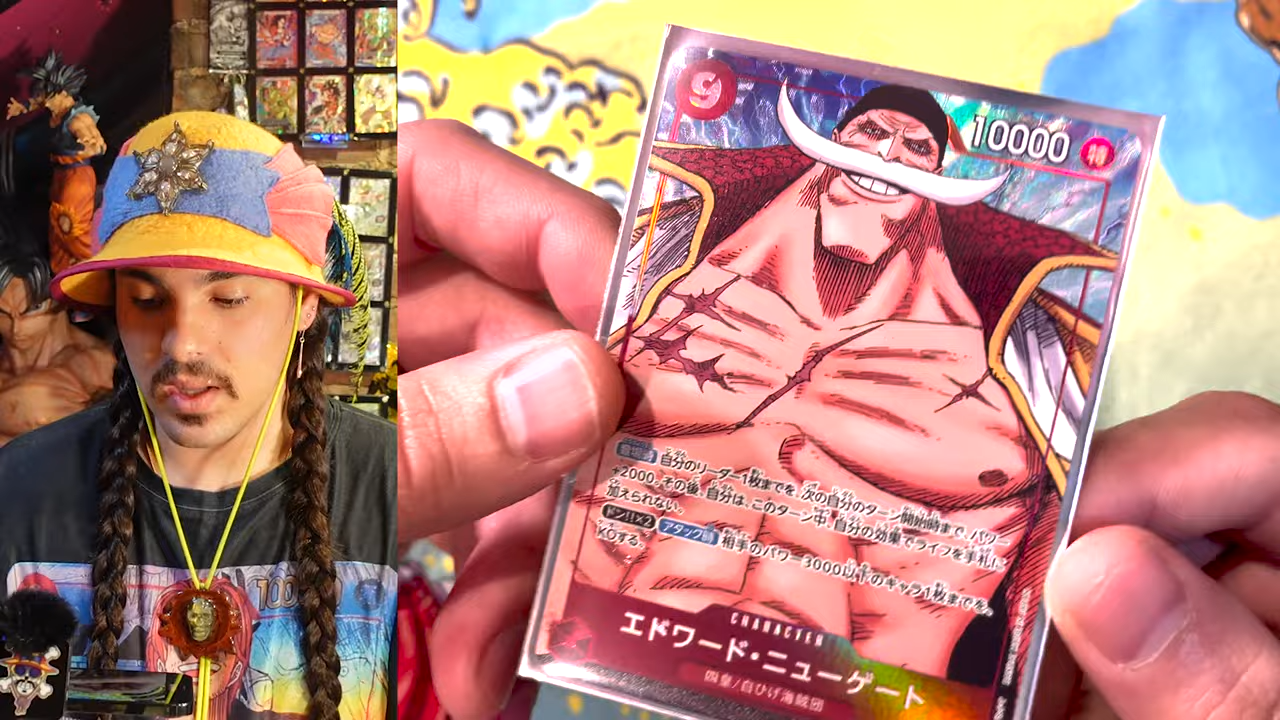 9
10000
特
登場時 自分のリーダー1枚までを、次の自分のターン開始時まで、パワー
+2000。その後、自分は、このターン中、自分の効果でライフを手札に
加えられない。
ドン!!×2 アタック時 相手のパワー3000以下のキャラ1枚までを、
KOする。
CHARACTER
エドワード・ニューゲート
四皇/白ひげ海賊団